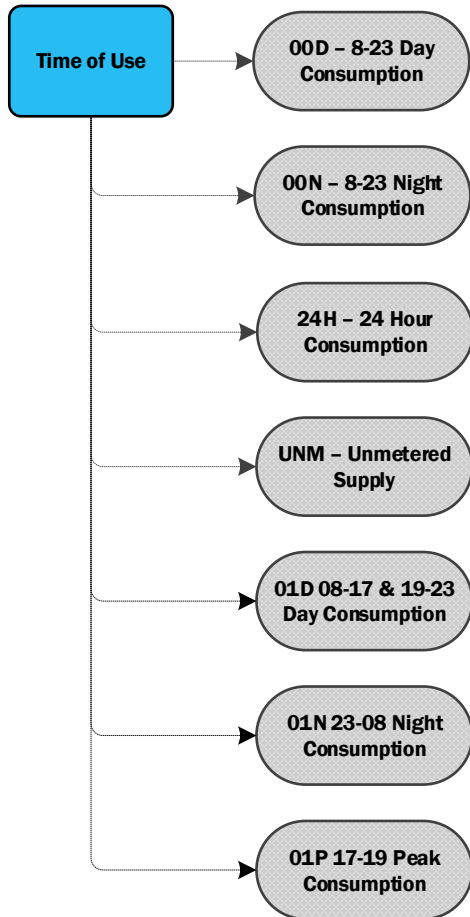 Time of Use
00D – 8-23 Day
Consumption
00N – 8-23 Night
Consumption
24H – 24 Hour
Consumption
UNM – Unmetered
Supply
01D 08-17 & 19-23
Day Consumption
01N 23-08 Night
Consumption
01P 17-19 Peak
Consumption